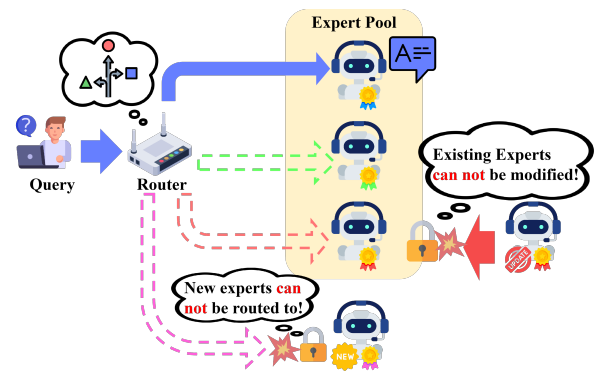 Expert Pool
A
?
Query
Router
Existing Experts
can not be modified!
UPDATE
New experts can
not be routed to!
NEW